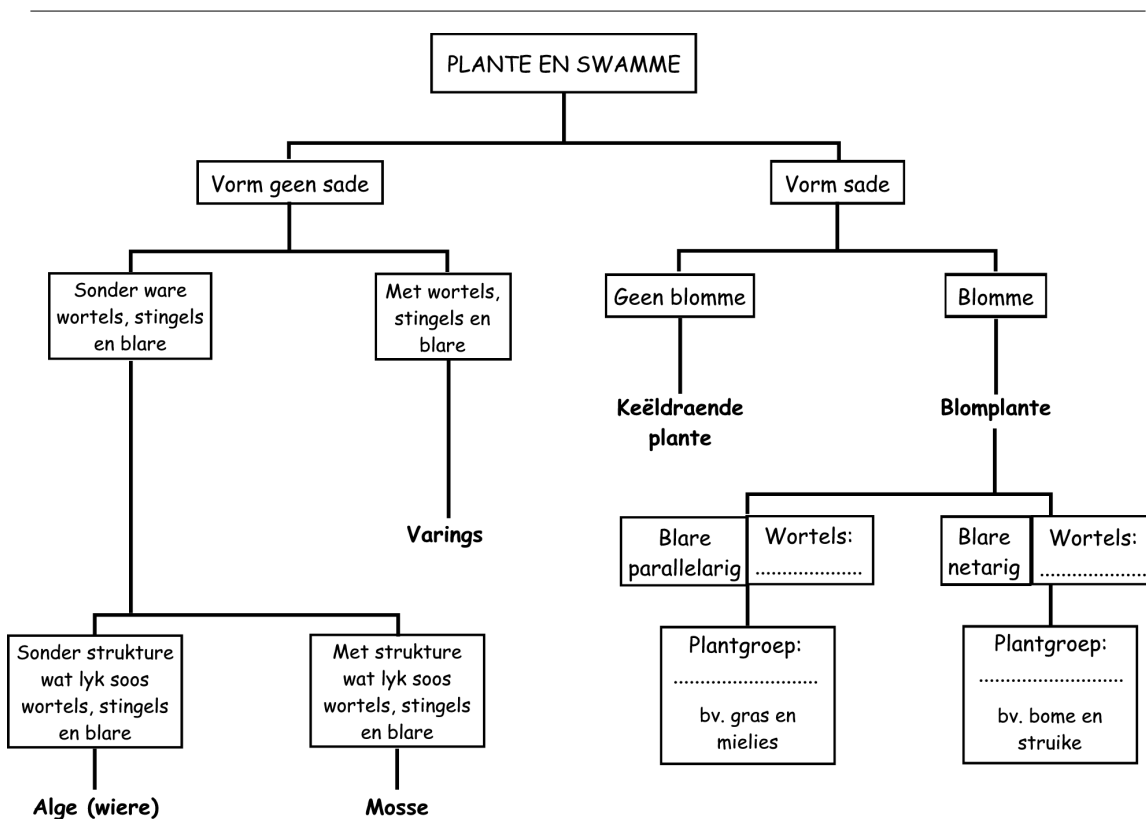 PLANTE EN SWAMME
Vorm geen sade
Vorm sade
Sonder ware
wortels, stingels
en blare
Met wortels,
stingels en
blare
Geen blomme
Blomme
Keëldraende
plante
Blomplante
Varings
Blare
parallelarig
Wortels:
.....................
Blare
netarig
Wortels:
.....................
Sonder strukture
wat lyk soos
wortels, stingels
en blare
Met strukture
wat lyk soos
wortels, stingels
en blare
Plantgroep:
............................
bv. gras en
mielies
Plantgroep:
............................
bv. bome en
struike
Alge (wiere)
Mosse